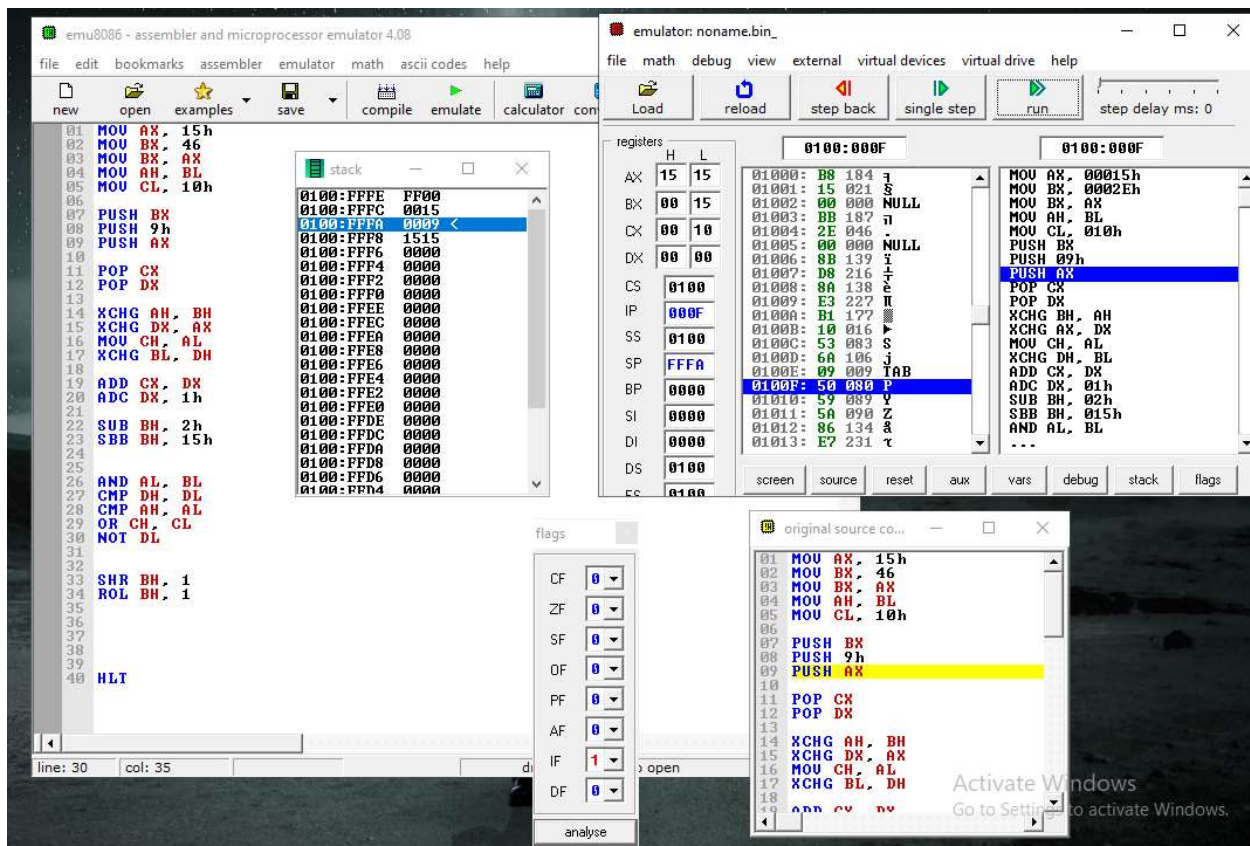 emu8086 - assembler and microprocessor emulator 4.08
file edit bookmarks assembler emulator math ascii codes help
new open examples save compile emulate calculator
01 MOV AX, 15h
02 MOV BX, 46
03 MOV BX, AX
04 MOV AH, BL
05 MOV CL, 10h
06
07 PUSH BX
08 PUSH 9h
09 PUSH AX
10
11 POP CX
12 POP DX
13
14 XCHG AH, BH
15 XCHG DX, AX
16 MOV CH, AL
17 XCHG BL, DH
18
19 ADD CX, DX
20 ADC DX, 1h
21
22 SUB BH, 2h
23 SBB BH, 15h
24
25
26 AND AL, BL
27 CMP DH, DL
28 CMP AH, AL
29 OR CH, CL
30 NOT DL
31
32
33 SHR BH, 1
34 ROL BH, 1
35
36
37
38
39
40 HLT
line: 30 col: 35
open
stack
0100:FFFE FF00
0100:FFFC 0015
0100:FFFA 0009 <
0100:FFF8 1515
0100:FFF6 0000
0100:FFF4 0000
0100:FFF2 0000
0100:FFF0 0000
0100:FFEE 0000
0100:FFEC 0000
0100:FFEA 0000
0100:FFE8 0000
0100:FFE6 0000
0100:FFE4 0000
0100:FFE2 0000
0100:FFE0 0000
0100:FFDE 0000
0100:FFDC 0000
0100:FFDA 0000
0100:FFD8 0000
0100:FFD6 0000
0100:FFD4 0000
emulator: noname.bin_
file math debug view external virtual devices virtual drive help
Load reload step back single step run step delay ms: 0
registers
H L
AX 15 15
BX 00 15
CX 00 10
DX 00 00
CS 0100
IP 000F
SS 0100
SP FFFA
BP 0000
SI 0000
DI 0000
DS 0100
ES 0100
0100:000F 0100:000F
01000: B8 184 ╕
01001: 15 021 §
01002: 00 000 NULL
01003: BB 187
01004: 2E 046 .
01005: 00 000 NULL
01006: 8B 139 ï
01007: D8 216 ╪
01008: 8A 138 è
01009: E3 227 π
0100A: B1 177 ▒
0100B: 10 016 ►
0100C: 53 083 S
0100D: 6A 106 j
0100E: 09 009 TAB
0100F: 50 080 P
01010: 59 089 Y
01011: 5A 090 Z
01012: 86 134 å
01013: E7 231 τ
MOV AX, 00015h
MOV BX, 0002Eh
MOV BX, AX
MOV AH, BL
MOV CL, 010h
PUSH BX
PUSH 09h
PUSH AX
POP CX
POP DX
XCHG BH, AH
XCHG AX, DX
MOV CH, AL
XCHG DH, BL
ADD CX, DX
ADC DX, 01h
SUB BH, 02h
SBB BH, 015h
AND AL, BL
...
screen source reset aux vars debug stack flags
flags
CF 0
ZF 0
SF 0
OF 0
PF 0
AF 0
IF 1
DF 0
analyse
original source co...
01 MOV AX, 15h
02 MOV BX, 46
03 MOV BX, AX
04 MOV AH, BL
05 MOV CL, 10h
06
07 PUSH BX
08 PUSH 9h
09 PUSH AX
10
11 POP CX
12 POP DX
13
14 XCHG AH, BH
15 XCHG DX, AX
16 MOV CH, AL
17 XCHG BL, DH
18
19 ADD CX, DX
Activate Windows
Go to Settings to activate Windows.